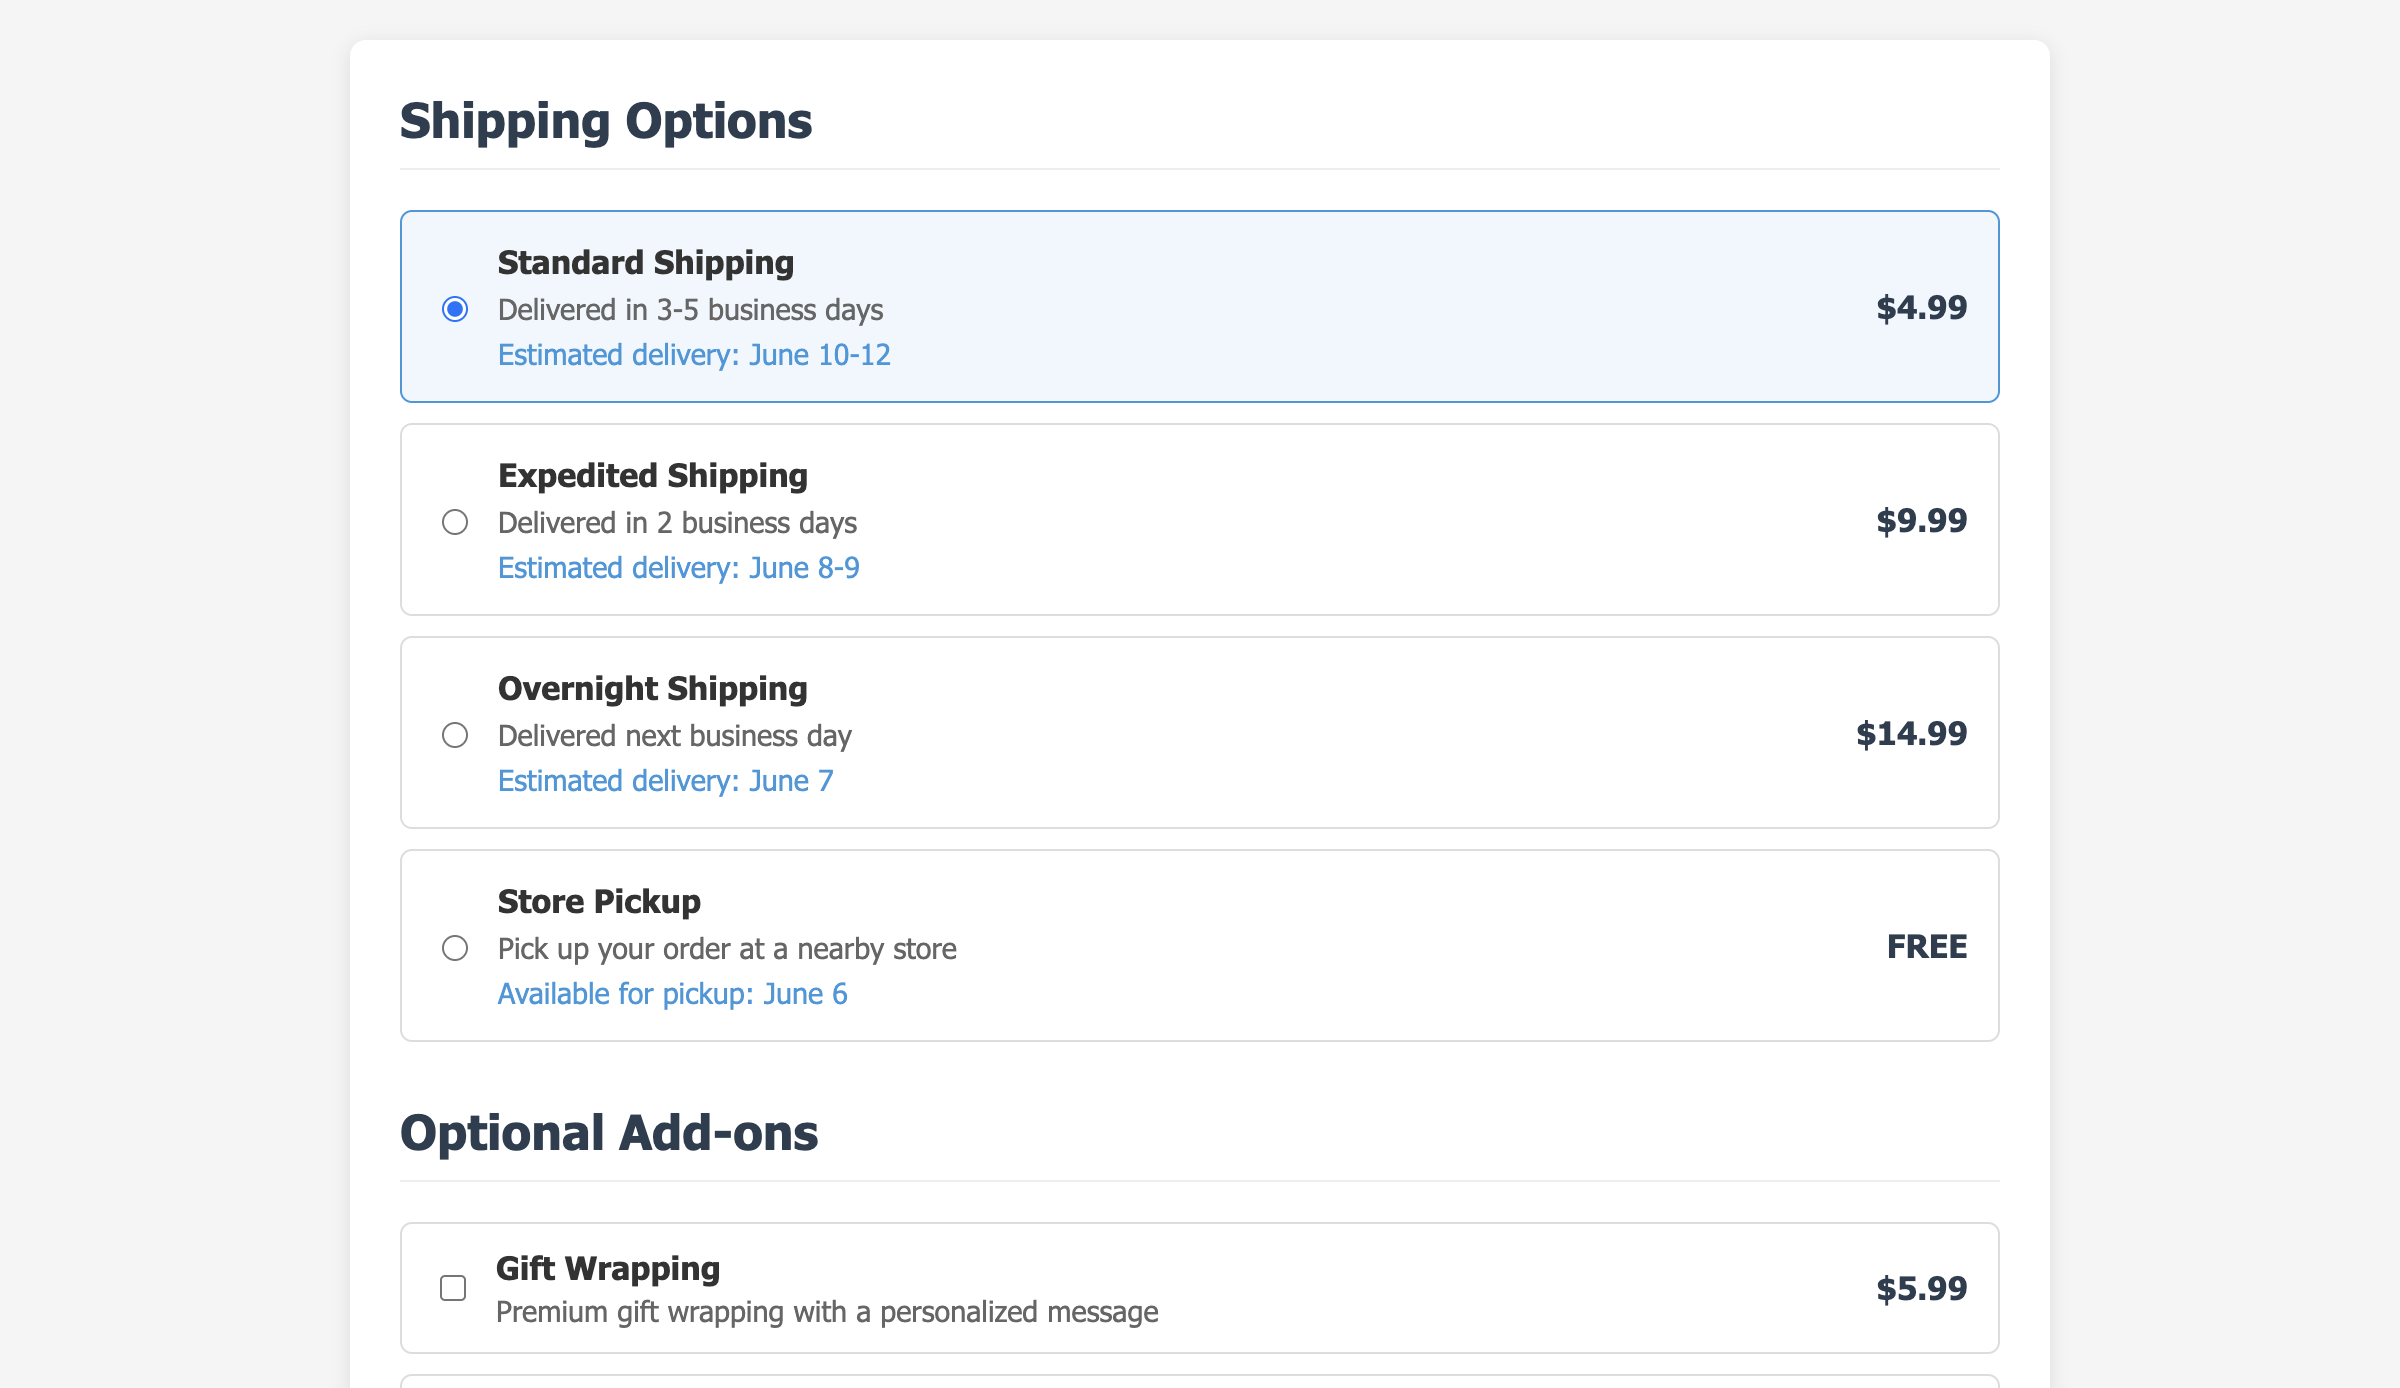 Shipping Options
Standard Shipping
Delivered in 3-5 business days
Estimated delivery: June 10-12
$4.99
Expedited Shipping
Delivered in 2 business days
Estimated delivery: June 8-9
$9.99
Overnight Shipping
Delivered next business day
Estimated delivery: June 7
$14.99
Store Pickup
Pick up your order at a nearby store
Available for pickup: June 6
FREE
Optional Add-ons
Gift Wrapping
Premium gift wrapping with a personalized message
$5.99